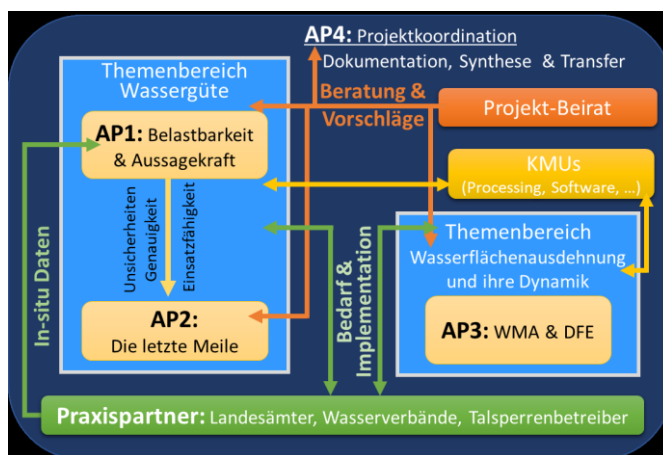 AP4: Projektkoordination
Dokumentation, Synthese & Transfer
Themenbereich
Wassergüte
Beratung &
Vorschläge
Projekt-Beirat
AP1: Belastbarkeit
& Aussagekraft
KMUs
(Processing, Software, ...)
Unsicherheiten
Genauigkeit
Einsatzfähigkeit
Themenbereich
Wasserflächenausdehnung
und ihre Dynamik
In-situ Daten
Bedarf &
Implementation
AP2:
Die letzte Meile
AP3: WMA & DFE
Praxispartner: Landesämter, Wasserverbände, Talsperrenbetreiber